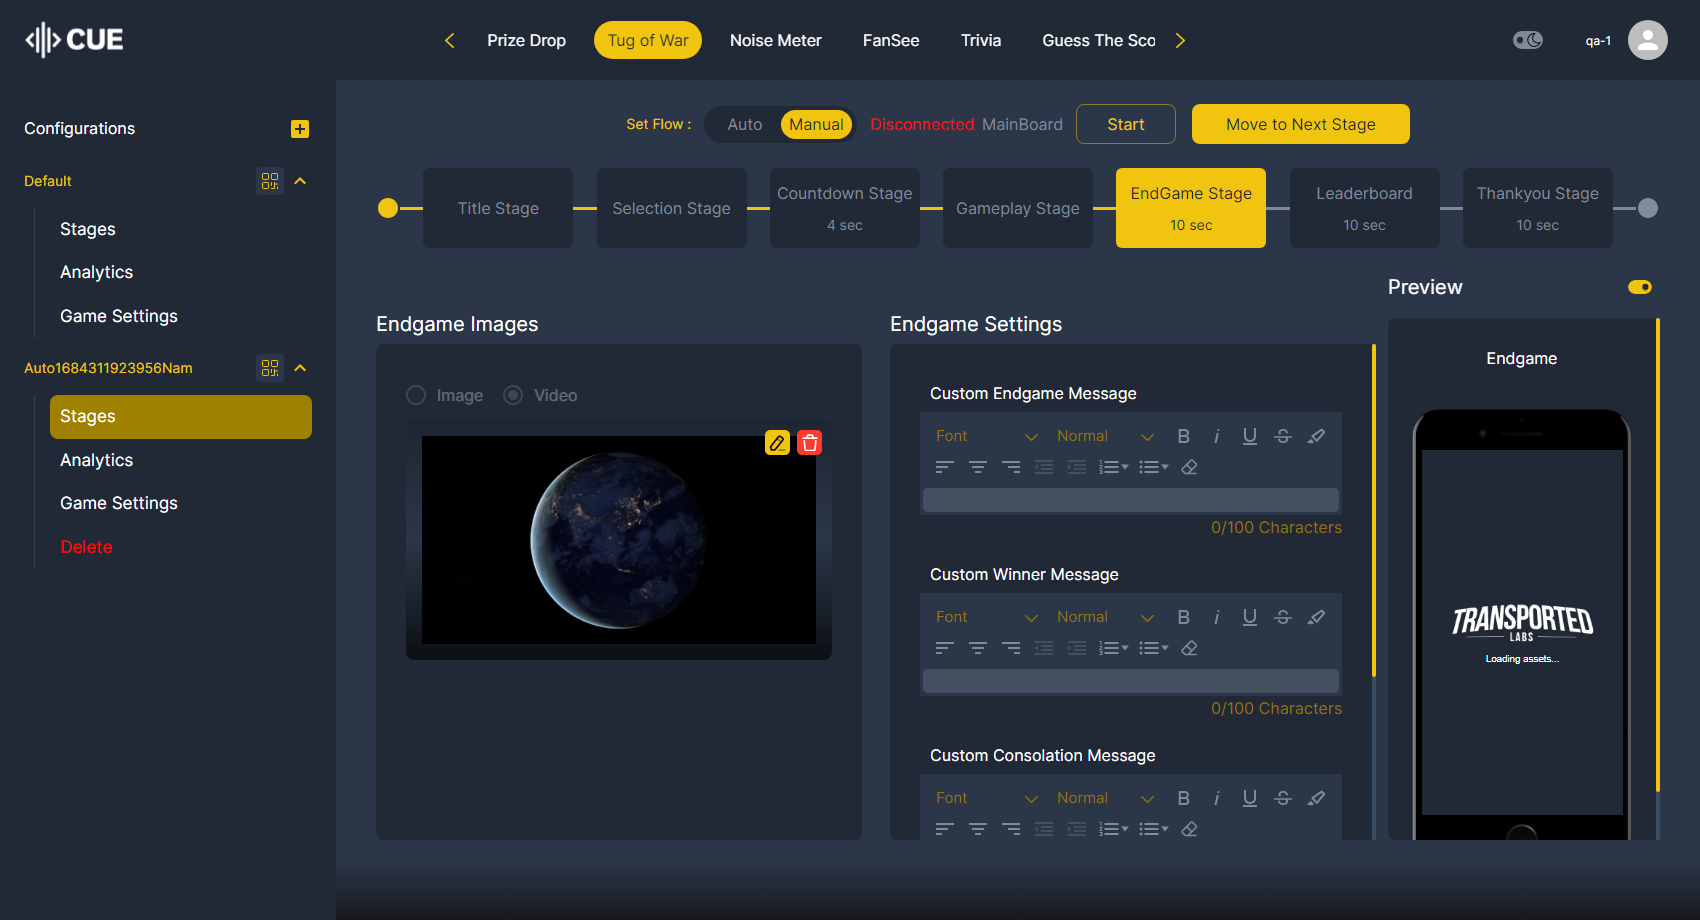 CUE
Prize Drop
Tug of War
Noise Meter
FanSee
Trivia
Guess The Sco
qa-1
Configurations
Default
Stages
Analytics
Game Settings
Auto1684311923956Nam
Stages
Analytics
Game Settings
Delete
Set Flow :
Auto
Manual
Disconnected MainBoard
Start
Move to Next Stage
Title Stage
Selection Stage
Countdown Stage
4 sec
Gameplay Stage
EndGame Stage
10 sec
Leaderboard
10 sec
Thankyou Stage
10 sec
Endgame Images
Image
Video
Endgame Settings
Custom Endgame Message
Font
Normal
B
i
U
S
0/100 Characters
Custom Winner Message
Font
Normal
B
i
U
S
0/100 Characters
Custom Consolation Message
Font
Normal
B
i
U
S
Preview
Endgame
TRANSPORTED
LABS
Loading assets...